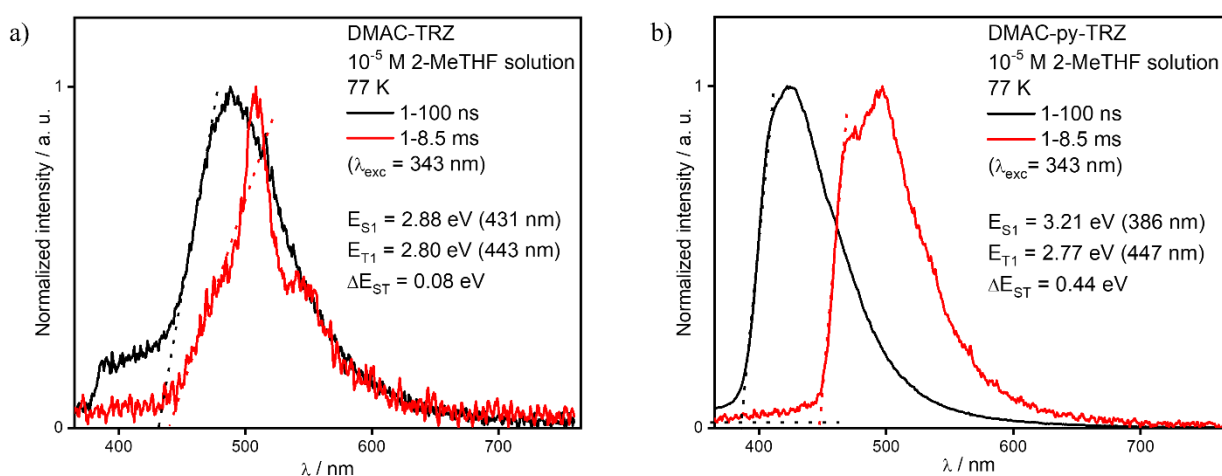 a)
DMAC-TRZ
10⁻⁵ M 2-MeTHF solution
77 K
1-100 ns
1-8.5 ms
(λexc = 343 nm)
ES1 = 2.88 eV (431 nm)
ET1 = 2.80 eV (443 nm)
ΔEST = 0.08 eV
Normalized intensity / a. u.
1
0
400 500 600 700
λ / nm
b)
DMAC-py-TRZ
10⁻⁵ M 2-MeTHF solution
77 K
1-100 ns
1-8.5 ms
(λexc = 343 nm)
ES1 = 3.21 eV (386 nm)
ET1 = 2.77 eV (447 nm)
ΔEST = 0.44 eV
Normalized intensity / a. u.
1
0
400 500 600 700
λ / nm